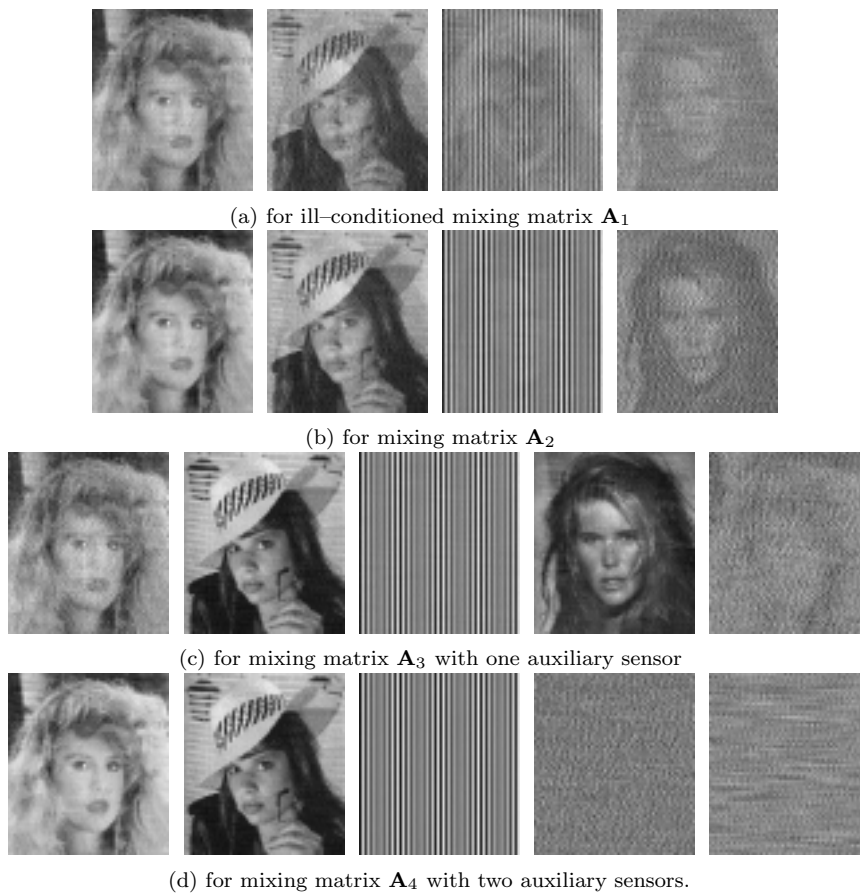 (a) for ill–conditioned mixing matrix A₁
(b) for mixing matrix A₂
(c) for mixing matrix A₃ with one auxiliary sensor
(d) for mixing matrix A₄ with two auxiliary sensors.